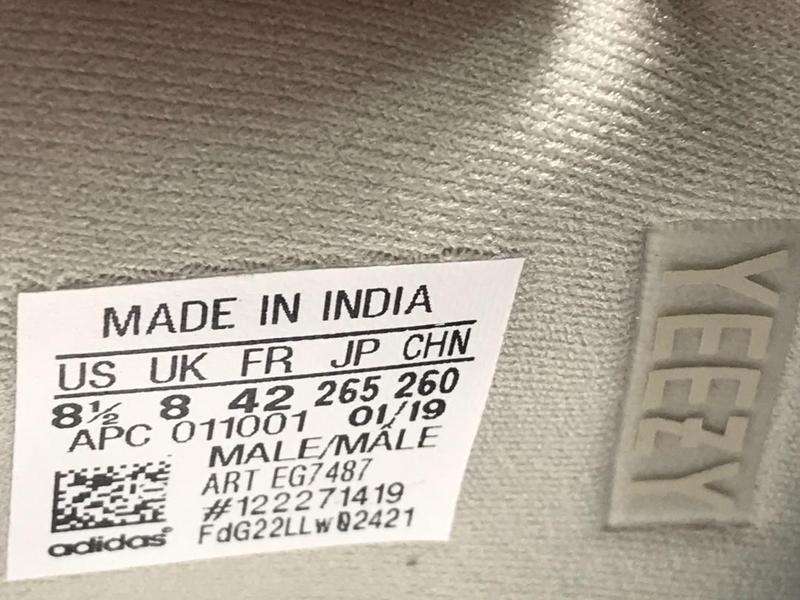 MADE IN INDIA
US UK FR JP CHN
8½ 8 42 265 260
APC 011001 01/19
MALE/MÂLE
ART EG7487
#122271419
FdG22LLw02421
adidas®
YEEZY